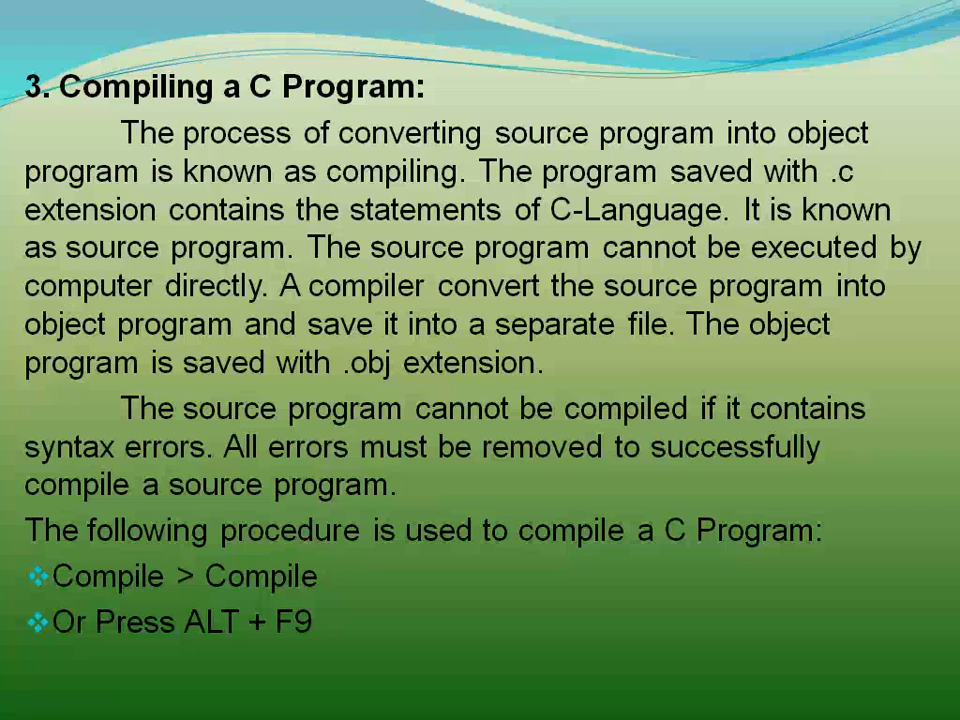 3. Compiling a C Program:
The process of converting source program into object
program is known as compiling. The program saved with .c
extension contains the statements of C-Language. It is known
as source program. The source program cannot be executed by
computer directly. A compiler convert the source program into
object program and save it into a separate file. The object
program is saved with .obj extension.
The source program cannot be compiled if it contains
syntax errors. All errors must be removed to successfully
compile a source program.
The following procedure is used to compile a C Program:
❖Compile > Compile
❖Or Press ALT + F9